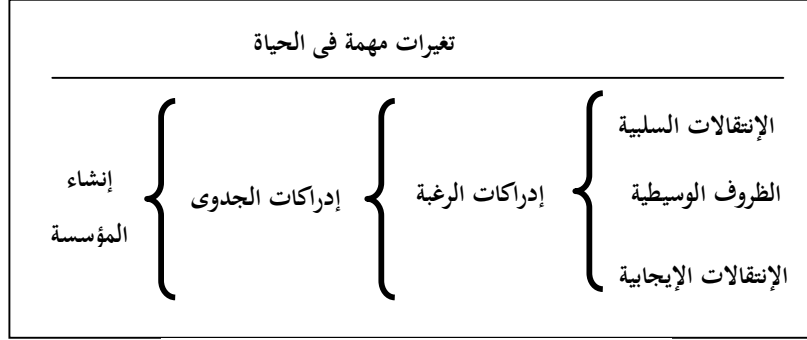 تغيرات مهمة فى الحياة
الإنتقالات السلبية
الظروف الوسيطية
الإنتقالات الإيجابية
إدراكات الرغبة
إدراكات الجدوى
إنشاء
المؤسسة